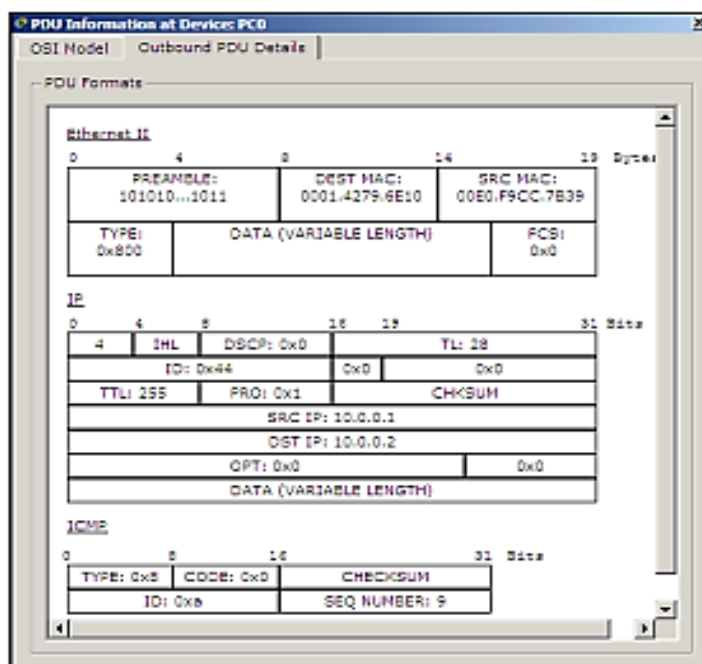 PDU Information at Device: PC0
OSI Model Outbound PDU Details
PDU Formats
Ethernet II
0 4 8 14 19 Bytes
PREAMBLE: 101010...1011 DEST MAC: 0001.4279.6E10 SRC MAC: 00E0.F9CC.7B39
TYPE: 0x800 DATA (VARIABLE LENGTH) FCS: 0x0
IP
0 4 8 16 19 31 Bits
4 IHL DSCP: 0x0 TL: 28
ID: 0x44 0x0 0x0
TTL: 255 PRO: 0x1 CHKSUM
SRC IP: 10.0.0.1
DST IP: 10.0.0.2
OPT: 0x0 0x0
DATA (VARIABLE LENGTH)
ICMP
0 8 16 31 Bits
TYPE: 0x8 CODE: 0x0 CHECKSUM
ID: 0xa SEQ NUMBER: 9